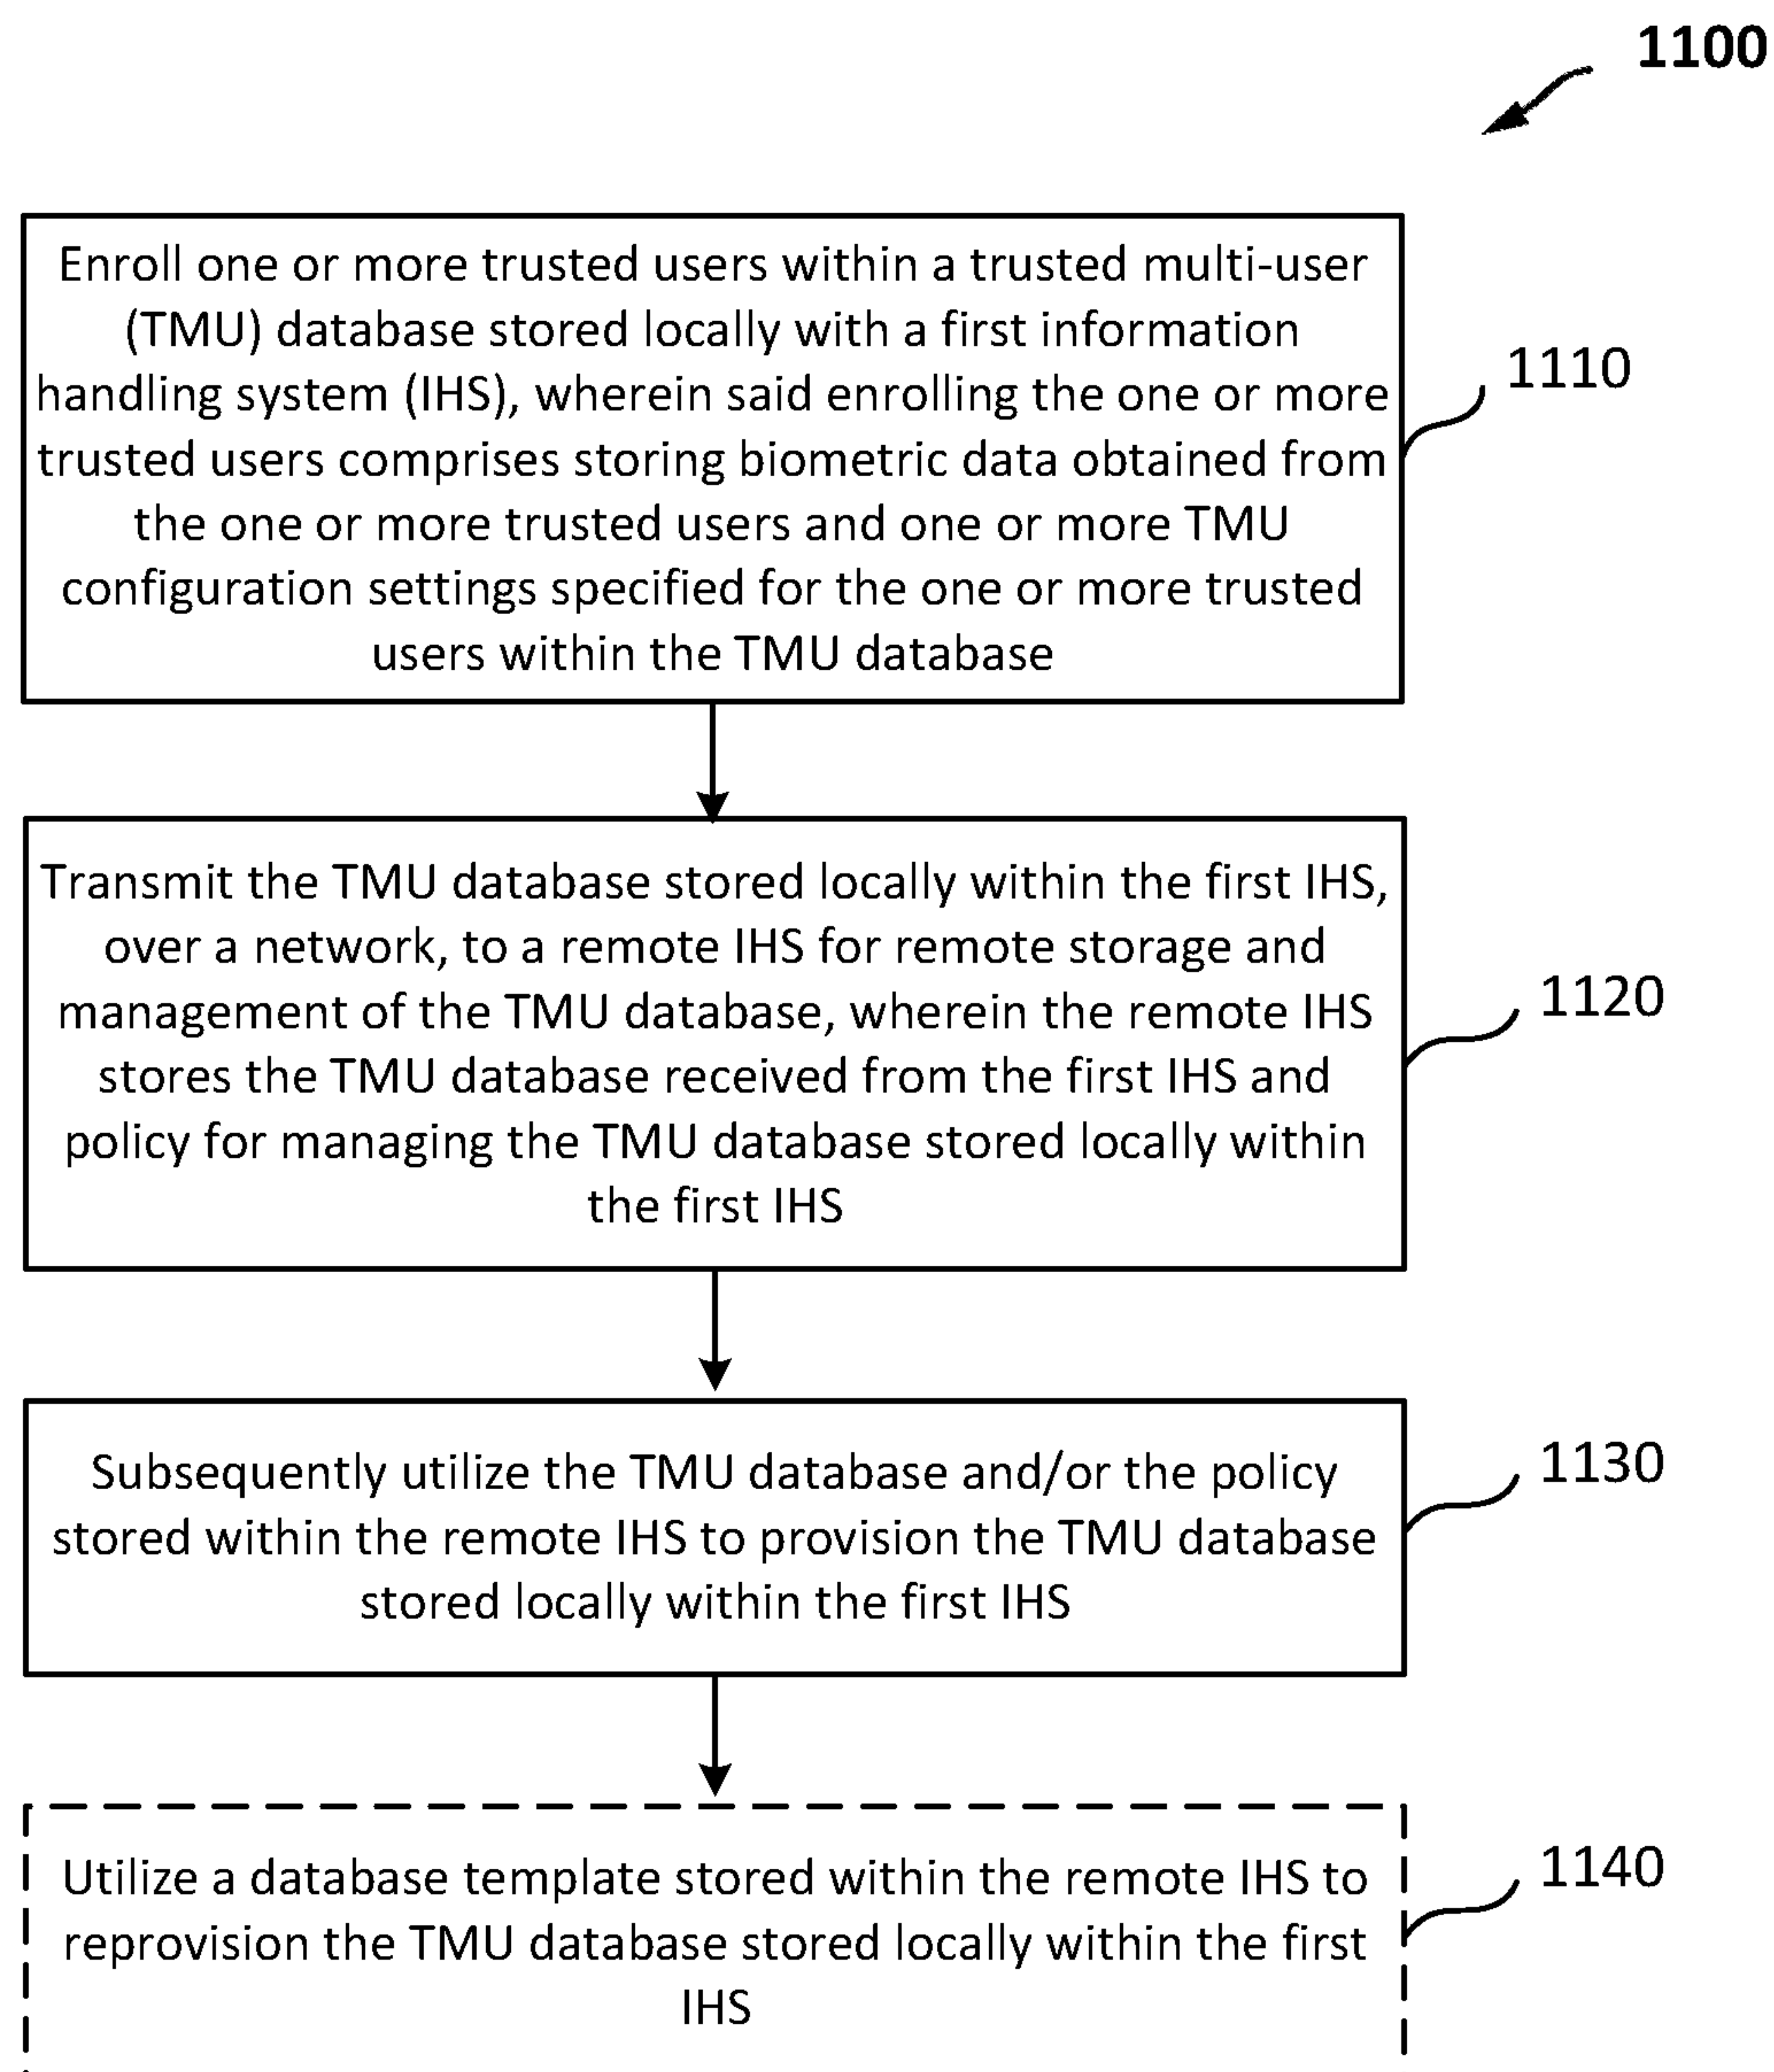 1100
Enroll one or more trusted users within a trusted multi-user
(TMU) database stored locally with a first information
handling system (IHS), wherein said enrolling the one or more
trusted users comprises storing biometric data obtained from
the one or more trusted users and one or more TMU
configuration settings specified for the one or more trusted
users within the TMU database
1110
Transmit the TMU database stored locally within the first IHS,
over a network, to a remote IHS for remote storage and
management of the TMU database, wherein the remote IHS
stores the TMU database received from the first IHS and
policy for managing the TMU database stored locally within
the first IHS
1120
Subsequently utilize the TMU database and/or the policy
stored within the remote IHS to provision the TMU database
stored locally within the first IHS
1130
Utilize a database template stored within the remote IHS to
reprovision the TMU database stored locally within the first
IHS
1140